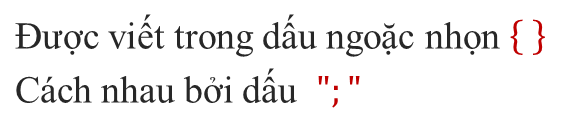 Được viết trong dấu ngoặc nhọn { }
Cách nhau bởi dấu "; "